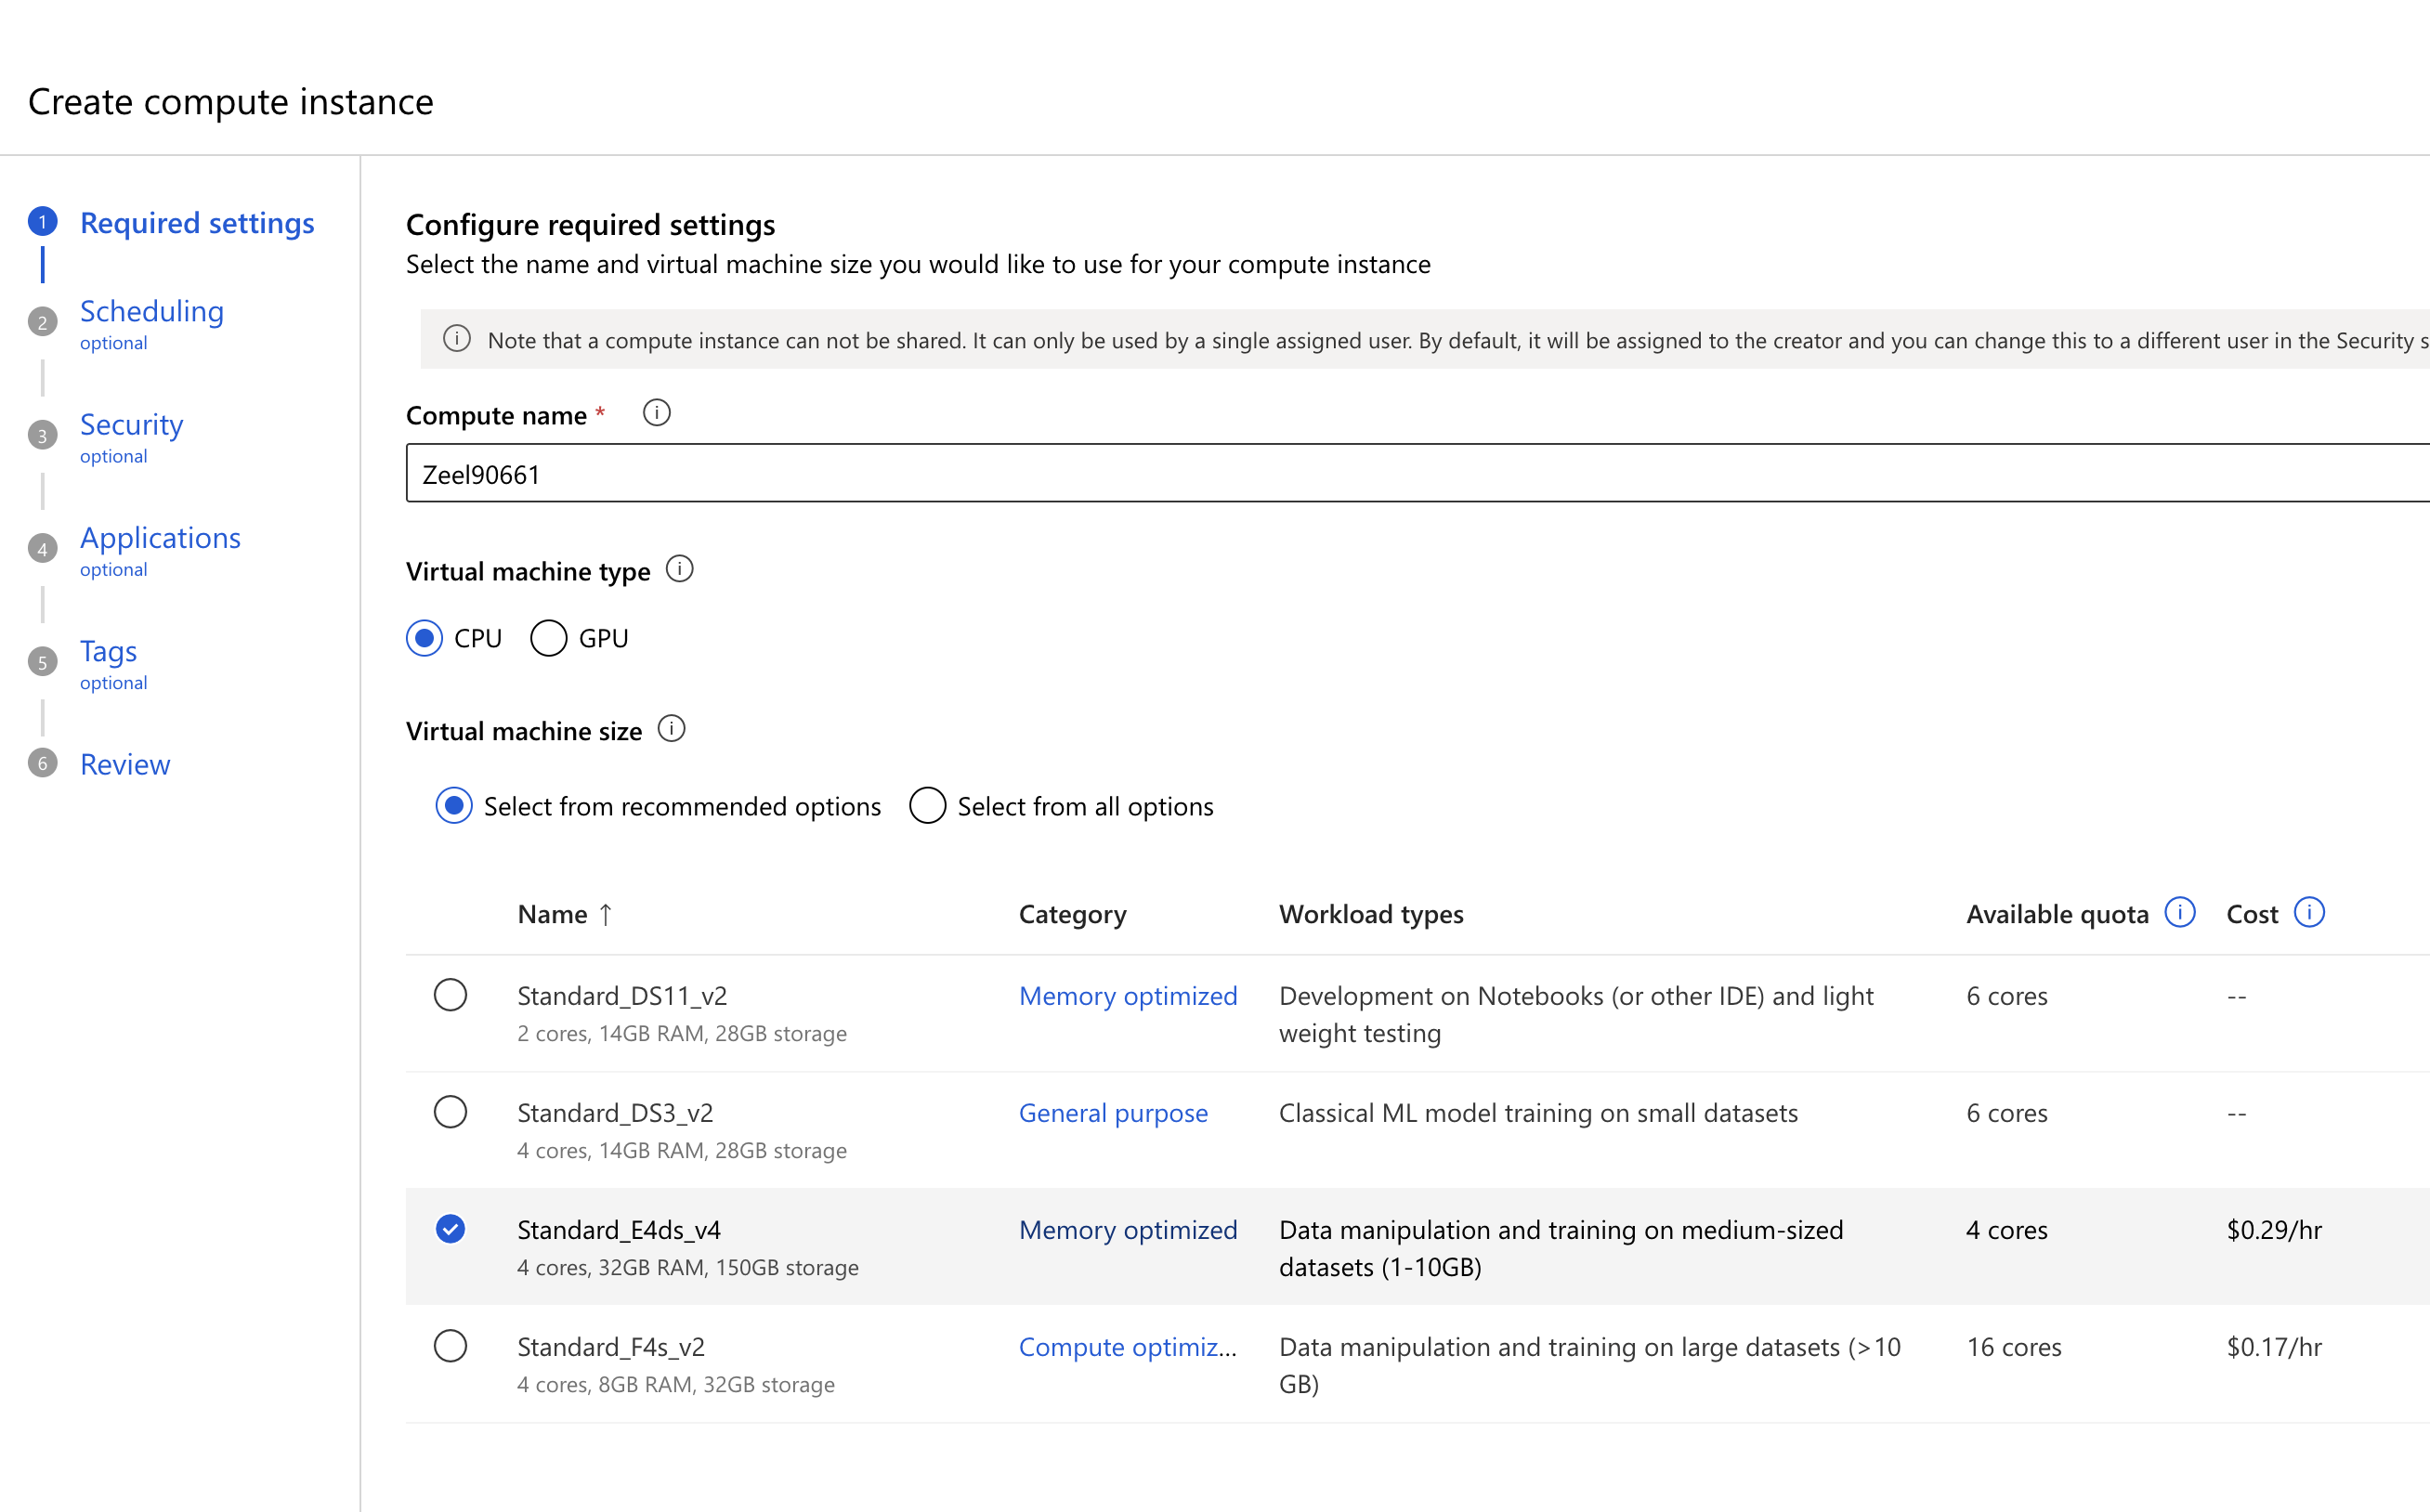 Create compute instance
1 Required settings
2 Scheduling
optional
3 Security
optional
4 Applications
optional
5 Tags
optional
6 Review
Configure required settings
Select the name and virtual machine size you would like to use for your compute instance
Note that a compute instance can not be shared. It can only be used by a single assigned user. By default, it will be assigned to the creator and you can change this to a different user in the Security s
Compute name *
Zeel90661
Virtual machine type
CPU GPU
Virtual machine size
Select from recommended options Select from all options
Name ↑ Category Workload types Available quota Cost
Standard_DS11_v2 Memory optimized Development on Notebooks (or other IDE) and light 6 cores --
2 cores, 14GB RAM, 28GB storage weight testing
Standard_DS3_v2 General purpose Classical ML model training on small datasets 6 cores --
4 cores, 14GB RAM, 28GB storage
Standard_E4ds_v4 Memory optimized Data manipulation and training on medium-sized 4 cores $0.29/hr
4 cores, 32GB RAM, 150GB storage datasets (1-10GB)
Standard_F4s_v2 Compute optimiz... Data manipulation and training on large datasets (>10 16 cores $0.17/hr
4 cores, 8GB RAM, 32GB storage GB)